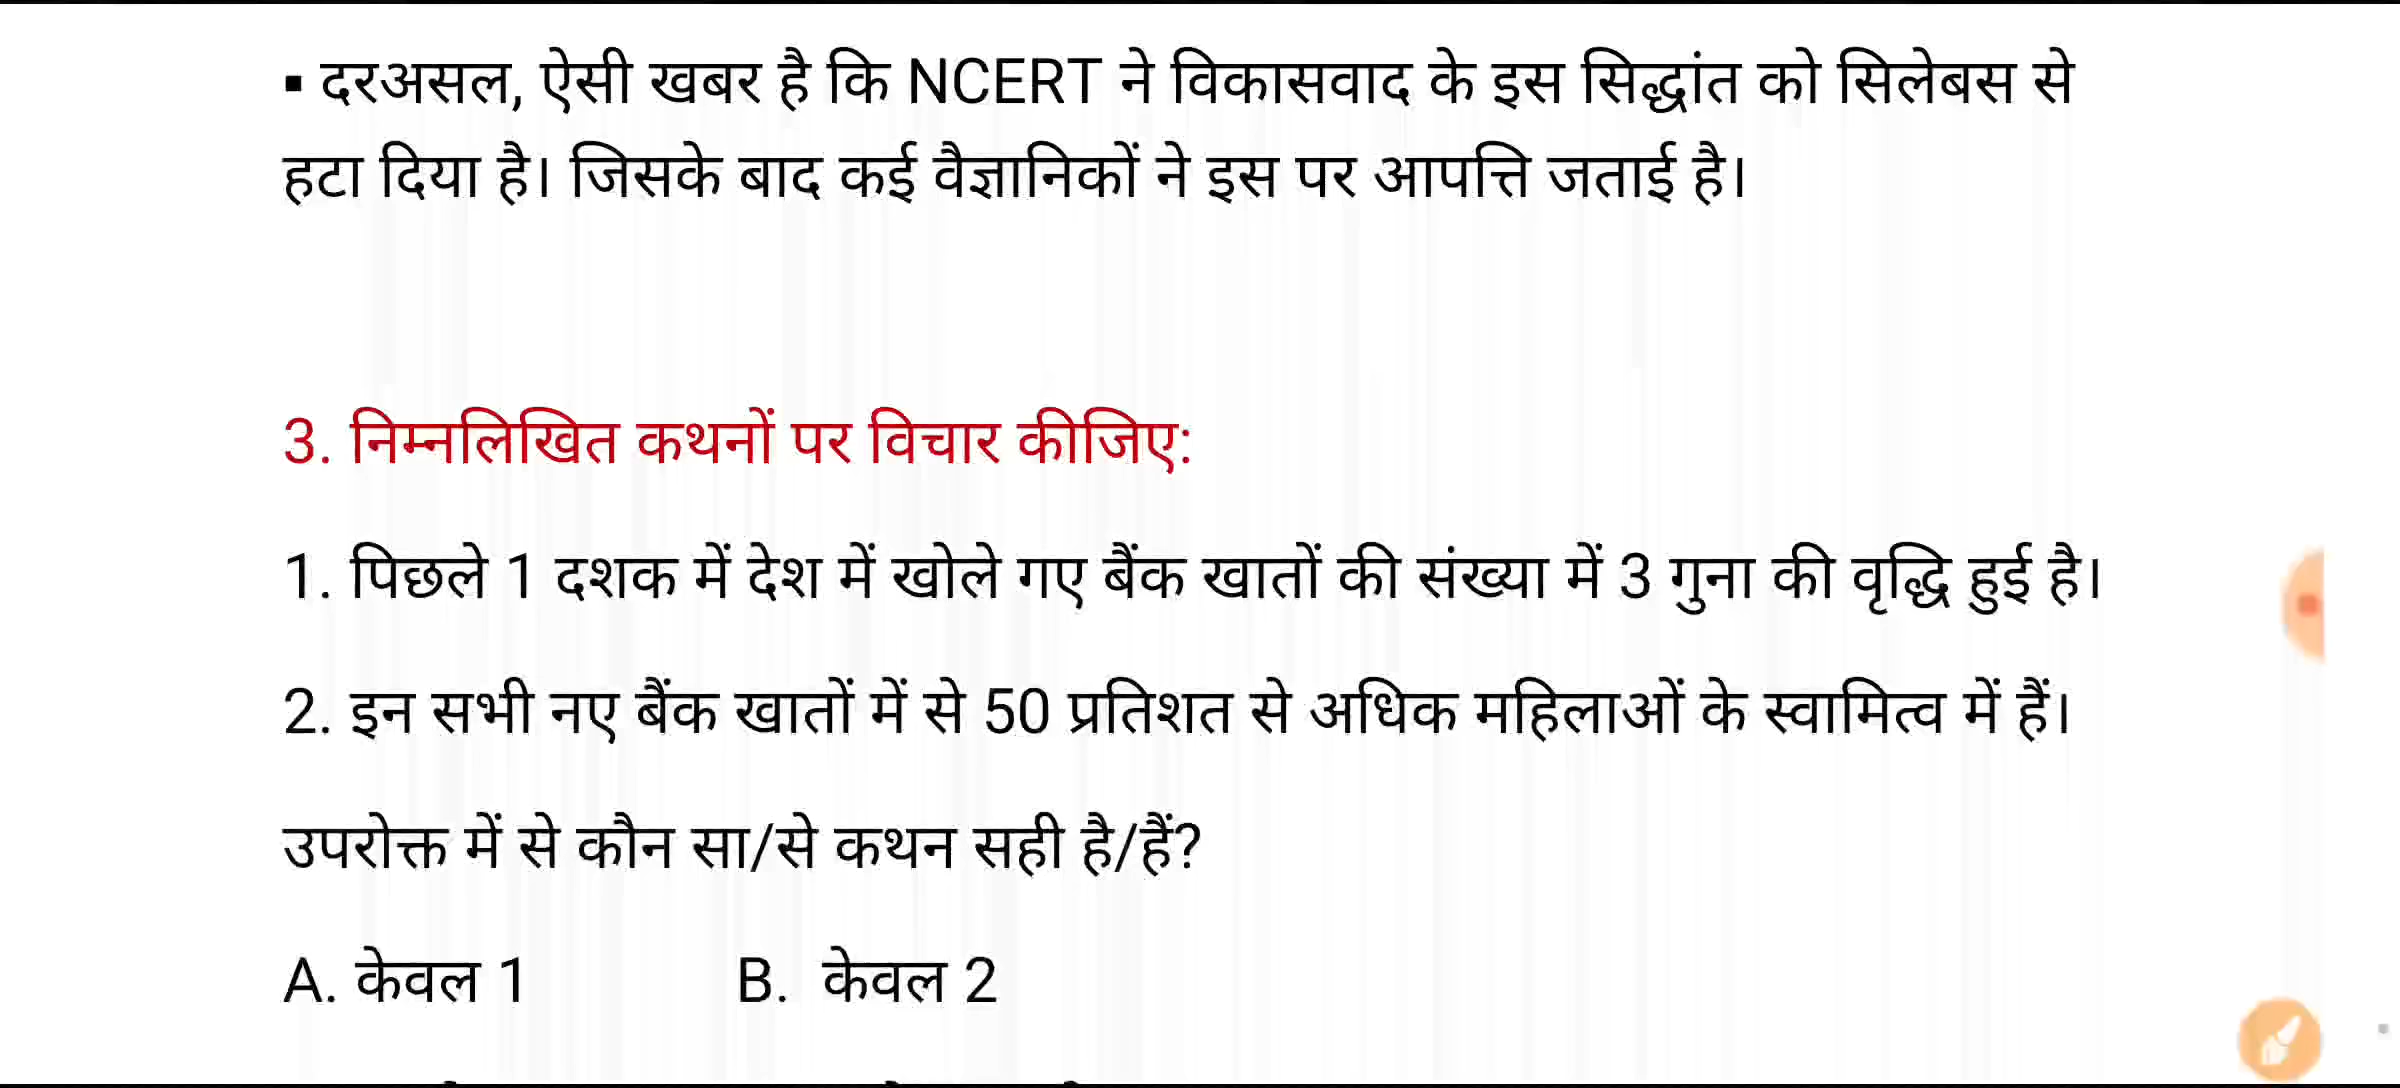 ▪ दरअसल, ऐसी खबर है कि NCERT ने विकासवाद के इस सिद्धांत को सिलेबस से
हटा दिया है। जिसके बाद कई वैज्ञानिकों ने इस पर आपत्ति जताई है।
3. निम्नलिखित कथनों पर विचार कीजिए:
1. पिछले 1 दशक में देश में खोले गए बैंक खातों की संख्या में 3 गुना की वृद्धि हुई है।
2. इन सभी नए बैंक खातों में से 50 प्रतिशत से अधिक महिलाओं के स्वामित्व में हैं।
उपरोक्त में से कौन सा/से कथन सही है/हैं?
A. केवल 1 B. केवल 2